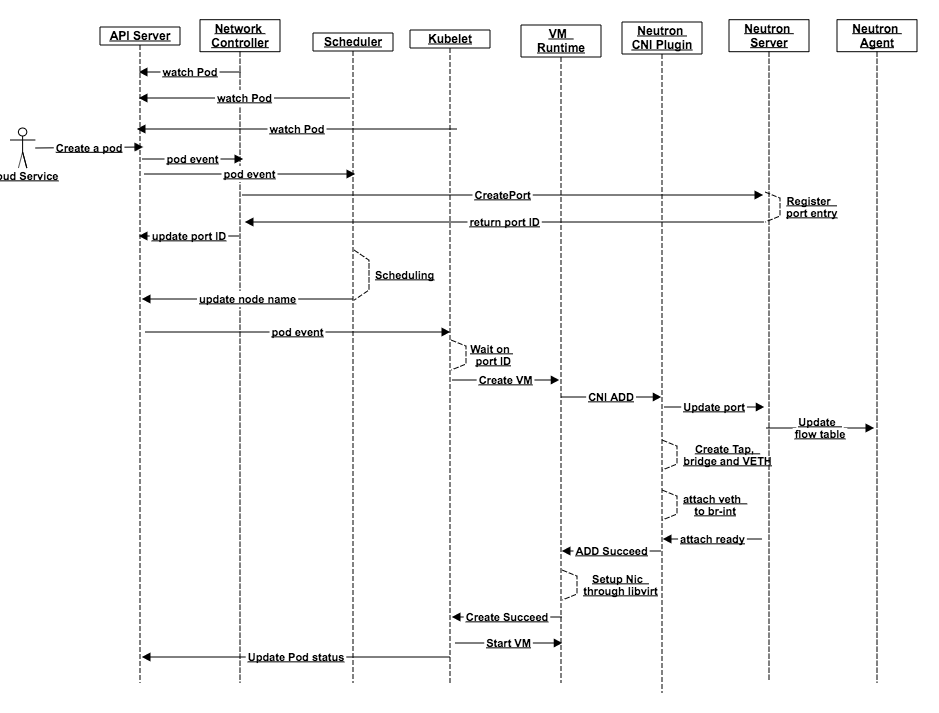 API Server
Network
Controller
Scheduler
Kubelet
VM
Runtime
Neutron
CNI Plugin
Neutron
Server
Neutron
Agent
watch Pod
watch Pod
watch Pod
Create a pod
oud Service
pod event
pod event
CreatePort
Register
port entry
return port ID
update port ID
Scheduling
update node name
pod event
Wait on
port ID
Create VM
CNI ADD
Update port
Update
flow table
Create Tap,
bridge and VETH
attach veth
to br-int
attach ready
ADD Succeed
Setup Nic
through libvirt
Create Succeed
Start VM
Update Pod status